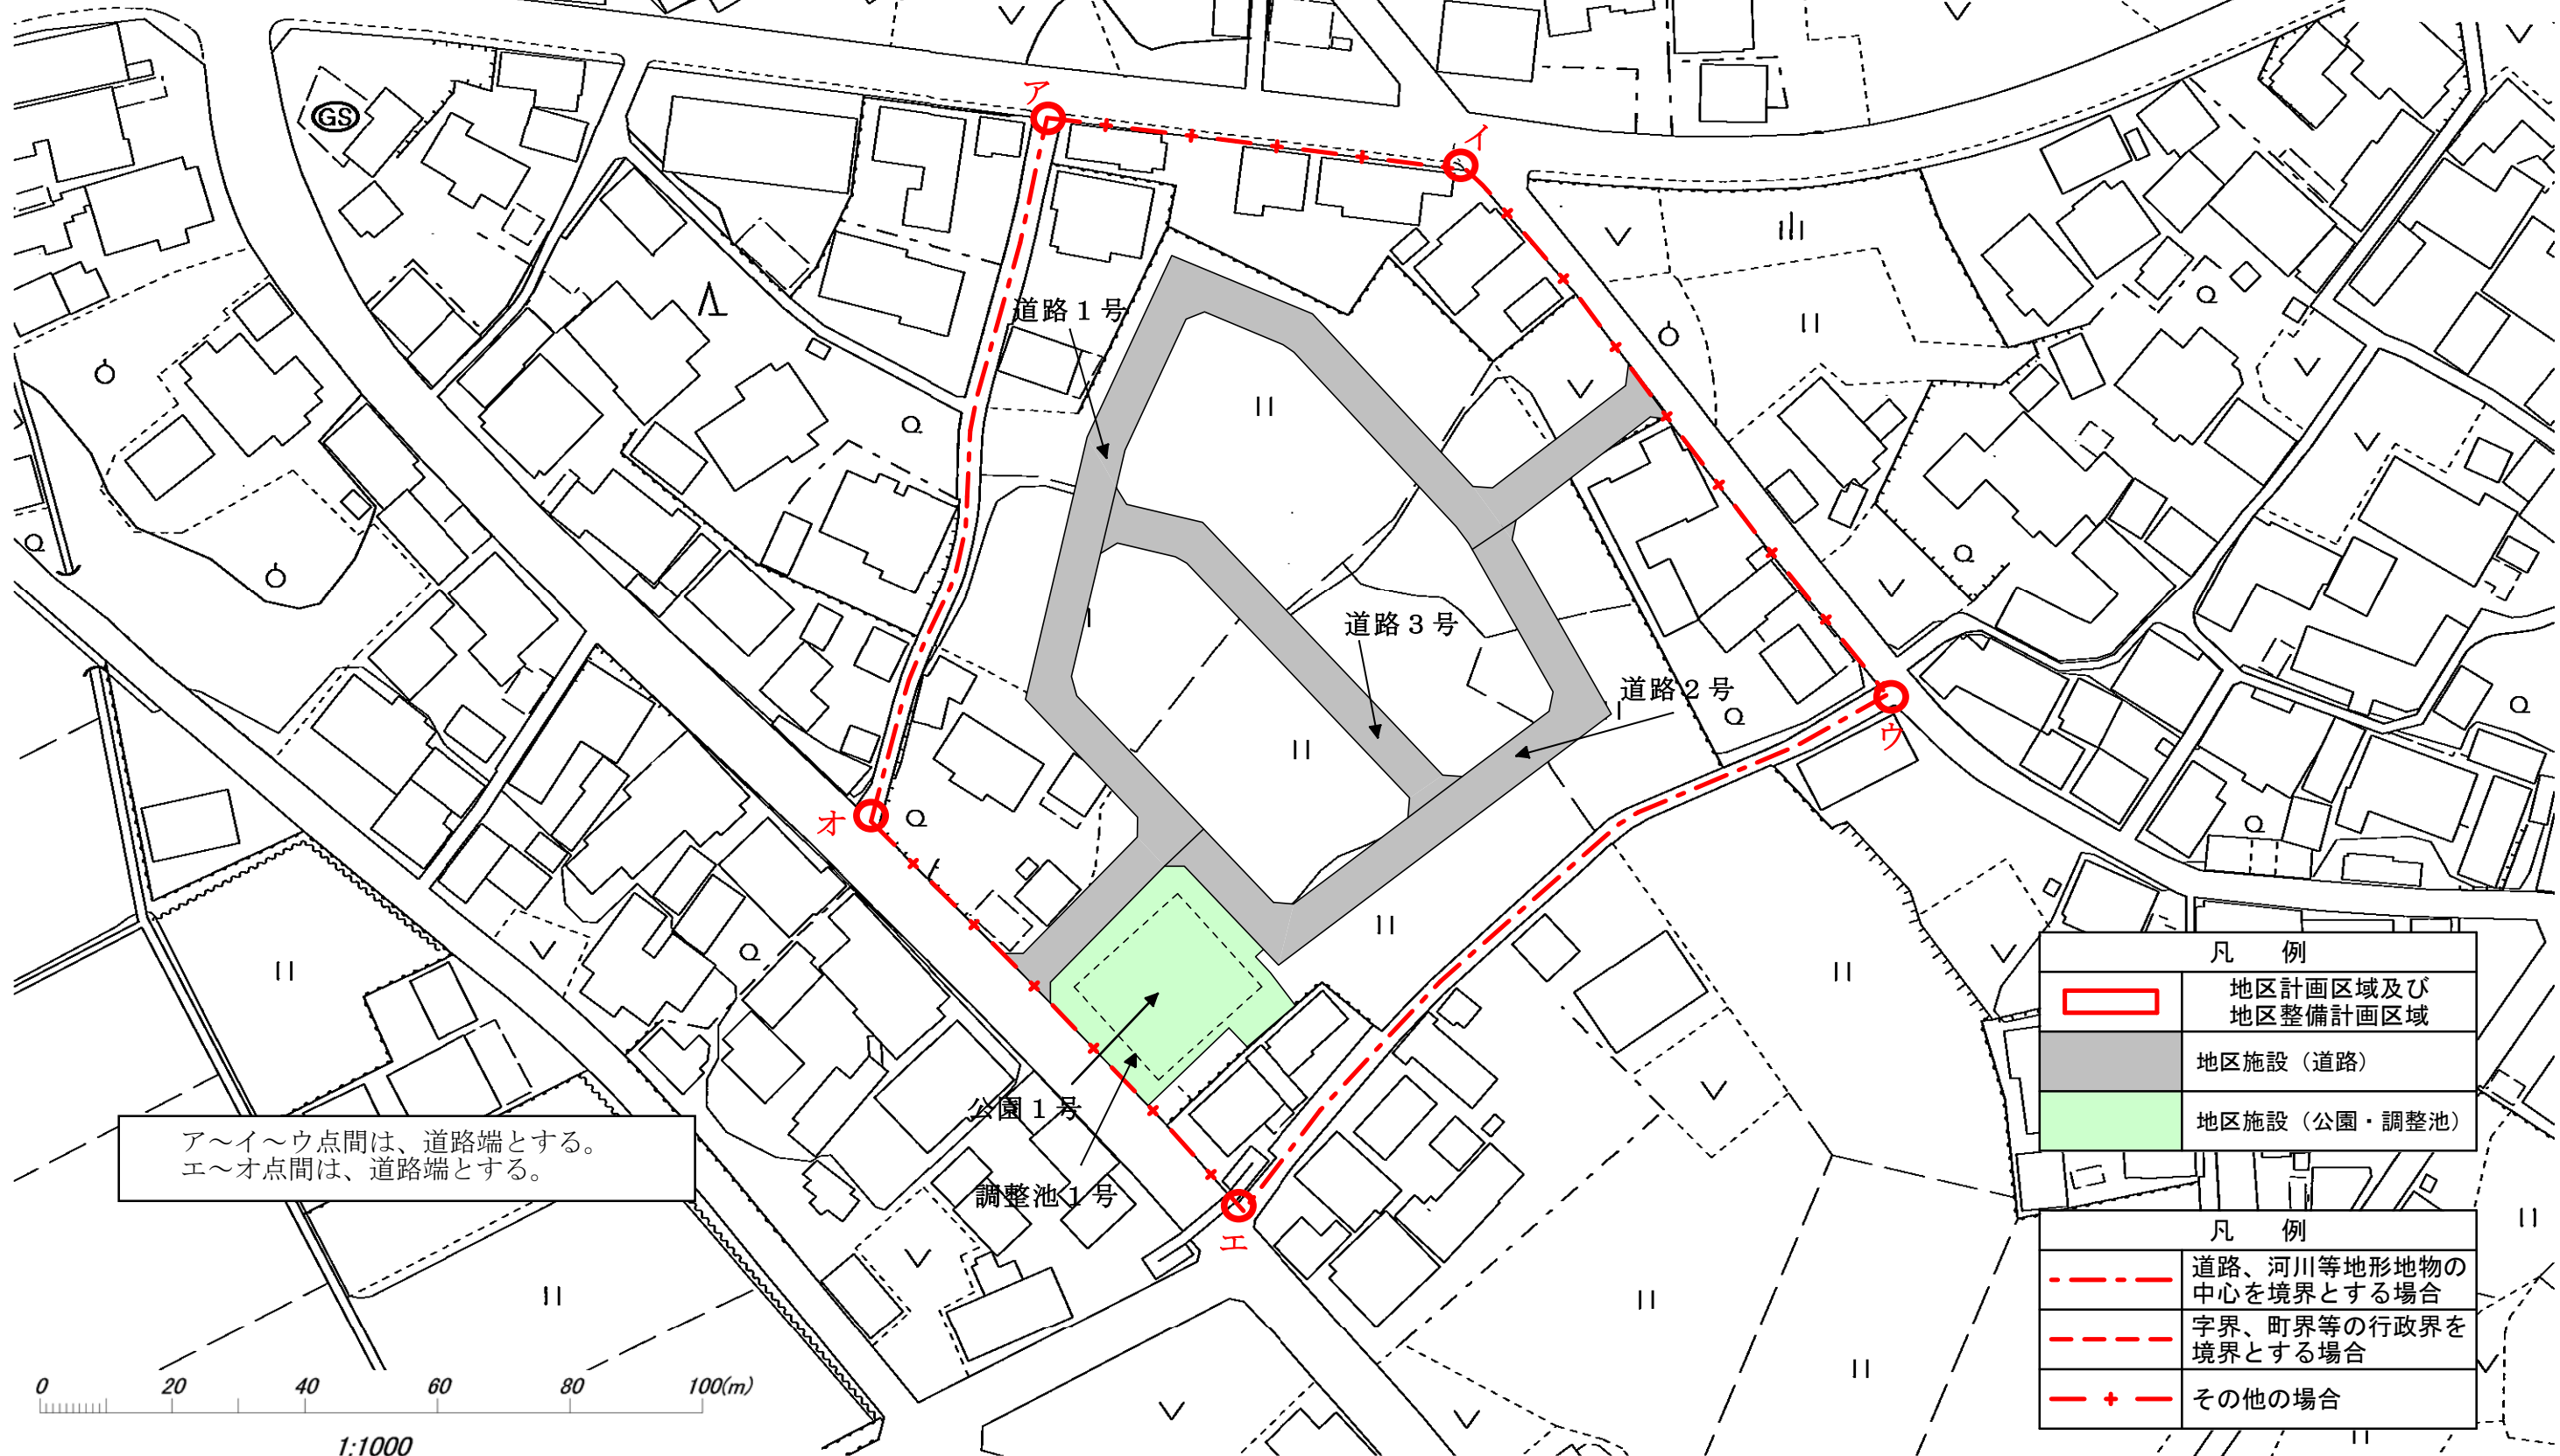 GS
ア
イ
道路１号
道路３号
道路２号
ウ
オ
公園１号
調整池１号
エ
ア～イ～ウ点間は、道路端とする。
エ～オ点間は、道路端とする。
凡　例
地区計画区域及び
地区整備計画区域
地区施設（道路）
地区施設（公園・調整池）
凡　例
道路、河川等地形地物の
中心を境界とする場合
字界、町界等の行政界を
境界とする場合
その他の場合
0 20 40 60 80 100(m)
1:1000